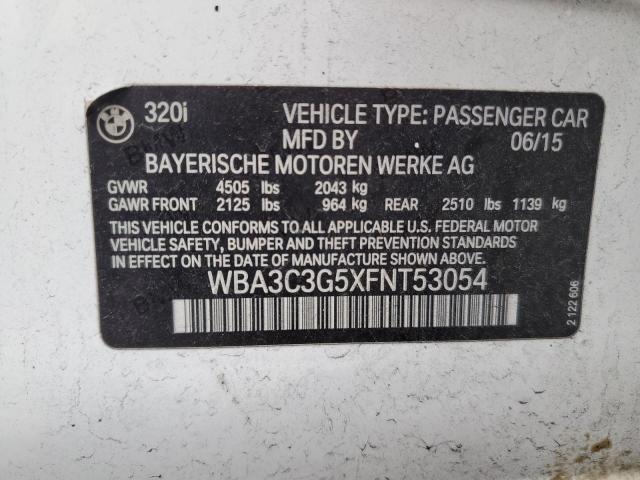 BMW 320i VEHICLE TYPE: PASSENGER CAR
MFD BY 06/15
BAYERISCHE MOTOREN WERKE AG
GVWR 4505 lbs 2043 kg
GAWR FRONT 2125 lbs 964 kg REAR 2510 lbs 1139 kg
THIS VEHICLE CONFORMS TO ALL APPLICABLE U.S. FEDERAL MOTOR
VEHICLE SAFETY, BUMPER AND THEFT PREVENTION STANDARDS
IN EFFECT ON THE DATE OF MANUFACTURE SHOWN ABOVE.
WBA3C3G5XFNT53054
2 122 606